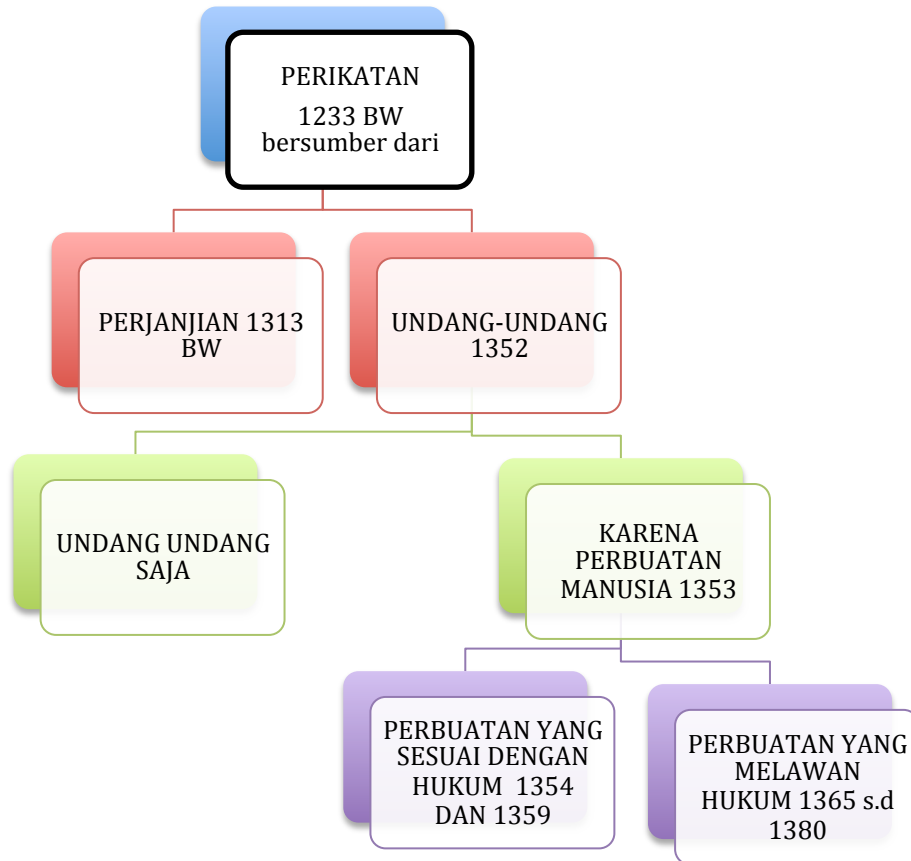 PERIKATAN
1233 BW
bersumber dari
PERJANJIAN 1313
BW
UNDANG-UNDANG
1352
UNDANG UNDANG
SAJA
KARENA
PERBUATAN
MANUSIA 1353
PERBUATAN YANG
SESUAI DENGAN
HUKUM 1354
DAN 1359
PERBUATAN YANG
MELAWAN
HUKUM 1365 s.d
1380